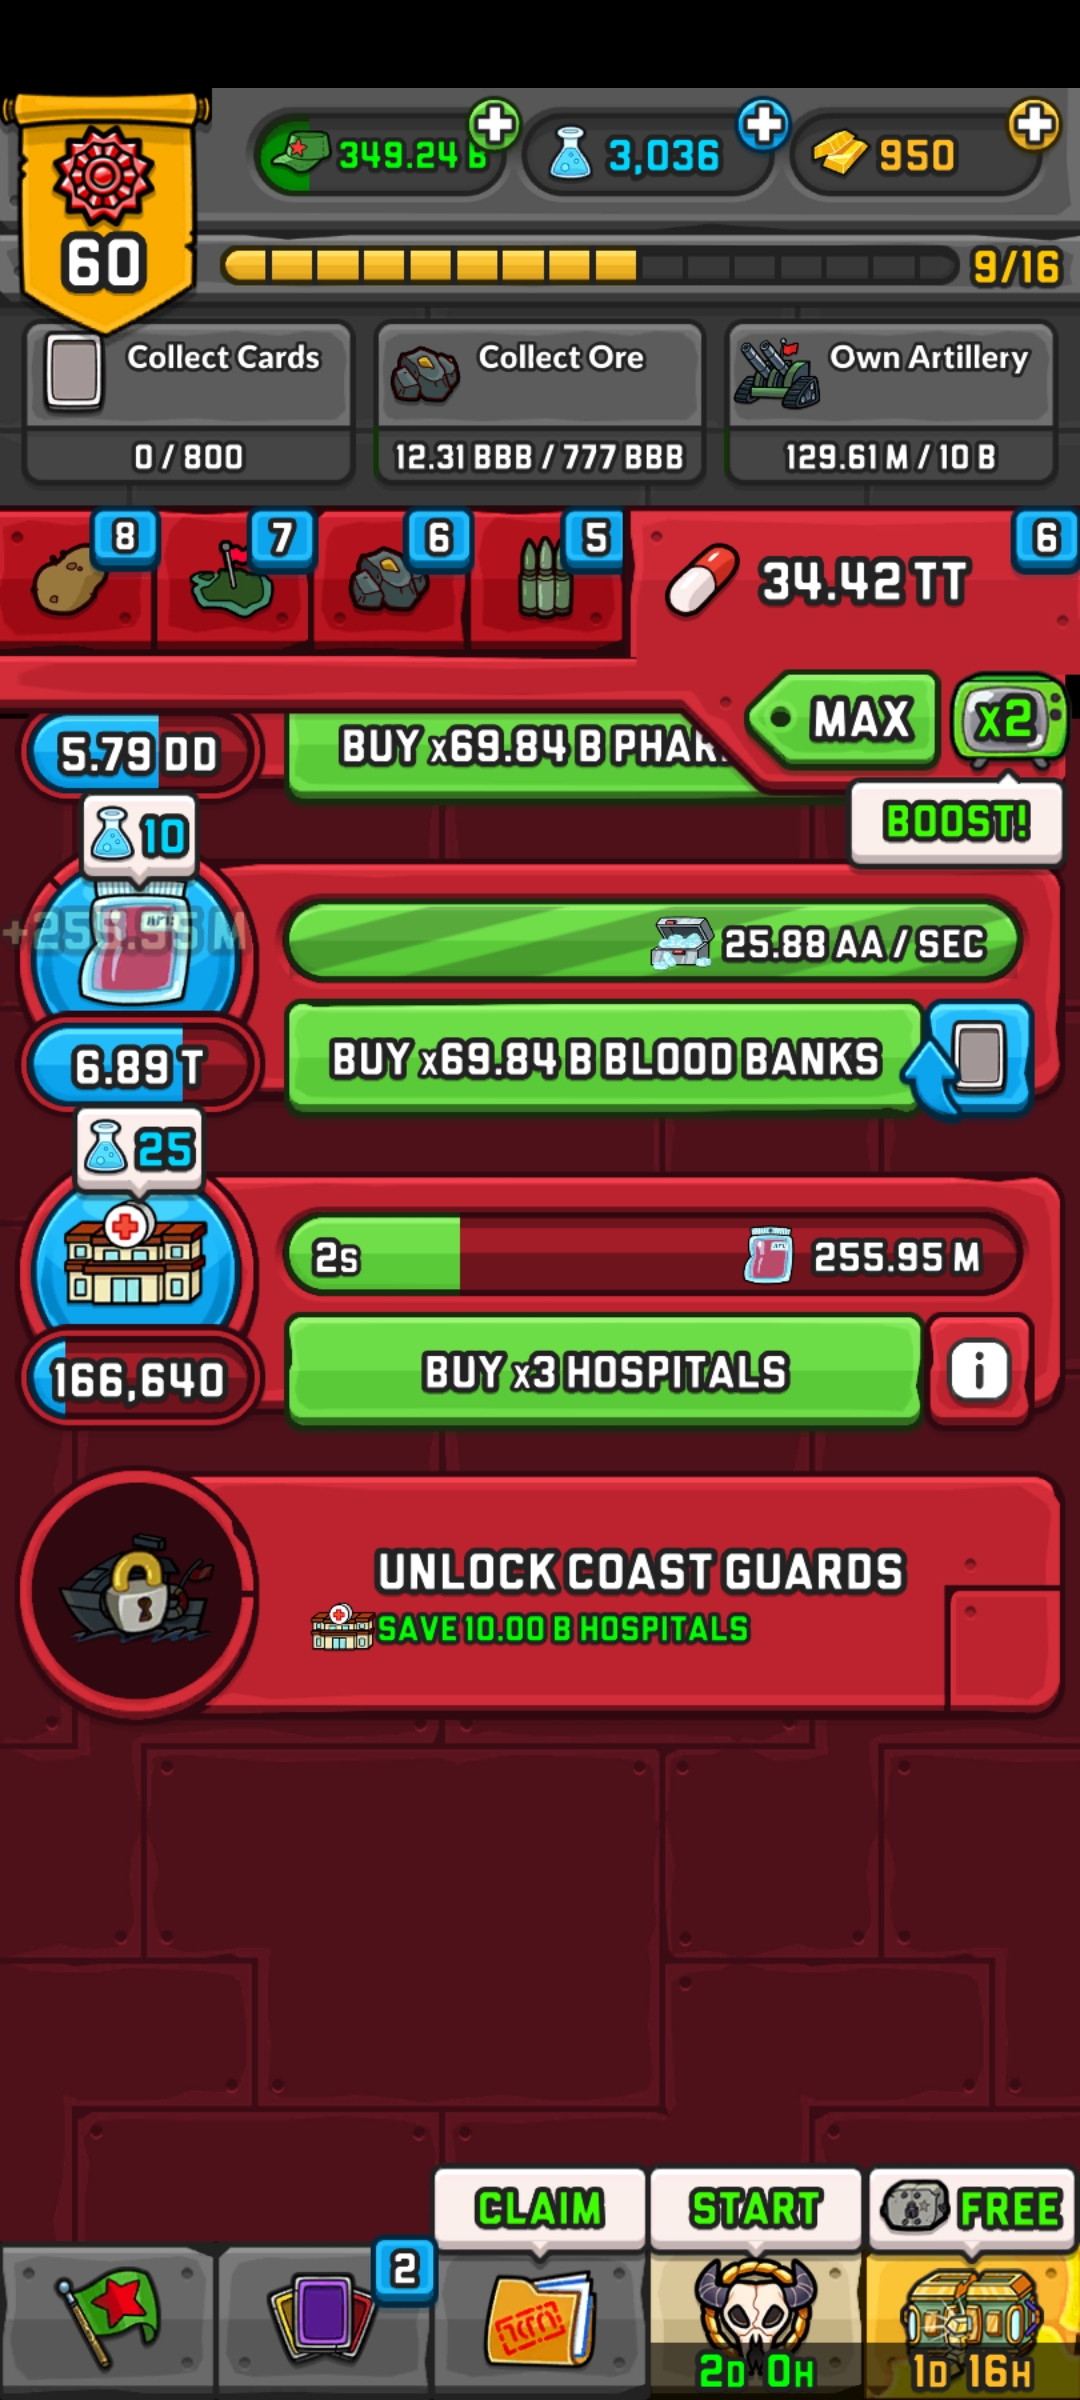 349.24 B
3,036
950
60
9/16
Collect Cards
Collect Ore
Own Artillery
0 / 800
12.31 BBB / 777 BBB
129.61 M / 10 B
8
7
6
5
6
34.42 TT
MAX
x2
5.79 DD
BUY x69.84 B PHAR
BOOST!
10
+255.95 M
25.88 AA / SEC
6.89 T
BUY x69.84 B BLOOD BANKS
25
2s
255.95 M
166,640
BUY x3 HOSPITALS
i
UNLOCK COAST GUARDS
SAVE 10.00 B HOSPITALS
CLAIM
START
FREE
2
2D 0H
1D 16H